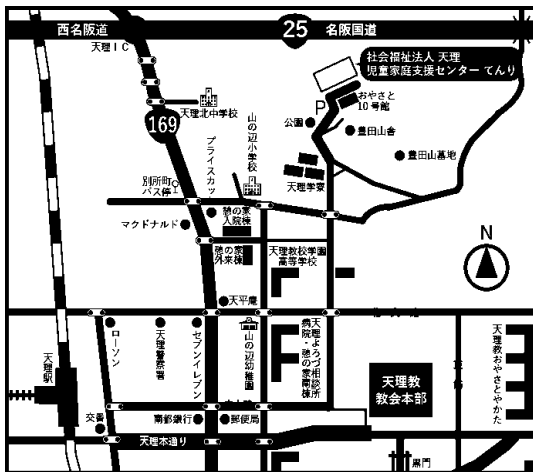 西名阪道
25
名阪国道
天理IC
社会福祉法人 天理
児童家庭支援センター てんり
天理北中学校
169
P
おやさと
10号館
公園
豊田山舎
豊田山墓地
山の辺小学校
プライスカット
別所町
バス停
天理学寮
マクドナルド
憩の家
入院棟
憩の家
外来棟
天理教校学園
高等学校
N
天平庵
ローソン
天理警察署
セブンイレブン
山の辺幼稚園
天理よろづ相談所
病院・憩の家南棟
天理教
教会本部
天理教おやさとやかた
天理駅
交番
南都銀行
郵便局
天理本通り
黒門